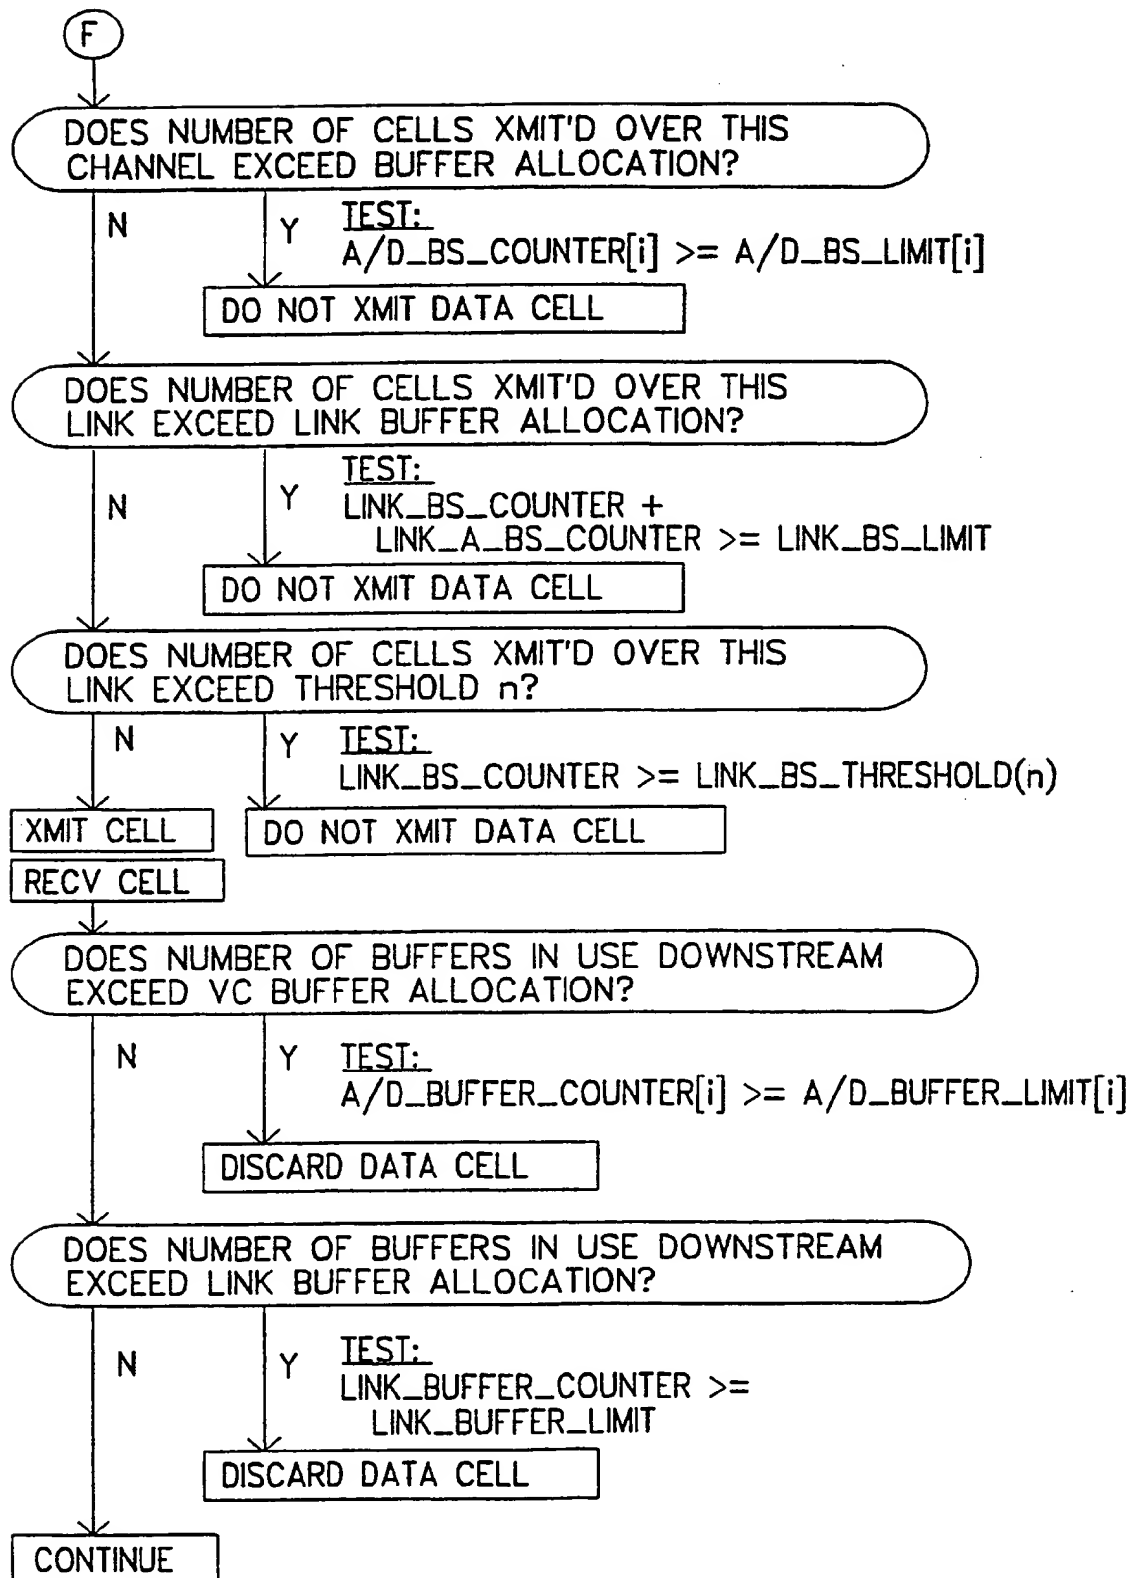 F
DOES NUMBER OF CELLS XMIT'D OVER THIS
CHANNEL EXCEED BUFFER ALLOCATION?
N
Y
TEST:
A/D_BS_COUNTER[i] >= A/D_BS_LIMIT[i]
DO NOT XMIT DATA CELL
DOES NUMBER OF CELLS XMIT'D OVER THIS
LINK EXCEED LINK BUFFER ALLOCATION?
N
Y
TEST:
LINK_BS_COUNTER +
LINK_A_BS_COUNTER >= LINK_BS_LIMIT
DO NOT XMIT DATA CELL
DOES NUMBER OF CELLS XMIT'D OVER THIS
LINK EXCEED THRESHOLD n?
N
Y
TEST:
LINK_BS_COUNTER >= LINK_BS_THRESHOLD(n)
XMIT CELL
DO NOT XMIT DATA CELL
RECV CELL
DOES NUMBER OF BUFFERS IN USE DOWNSTREAM
EXCEED VC BUFFER ALLOCATION?
N
Y
TEST:
A/D_BUFFER_COUNTER[i] >= A/D_BUFFER_LIMIT[i]
DISCARD DATA CELL
DOES NUMBER OF BUFFERS IN USE DOWNSTREAM
EXCEED LINK BUFFER ALLOCATION?
N
Y
TEST:
LINK_BUFFER_COUNTER >=
LINK_BUFFER_LIMIT
DISCARD DATA CELL
CONTINUE